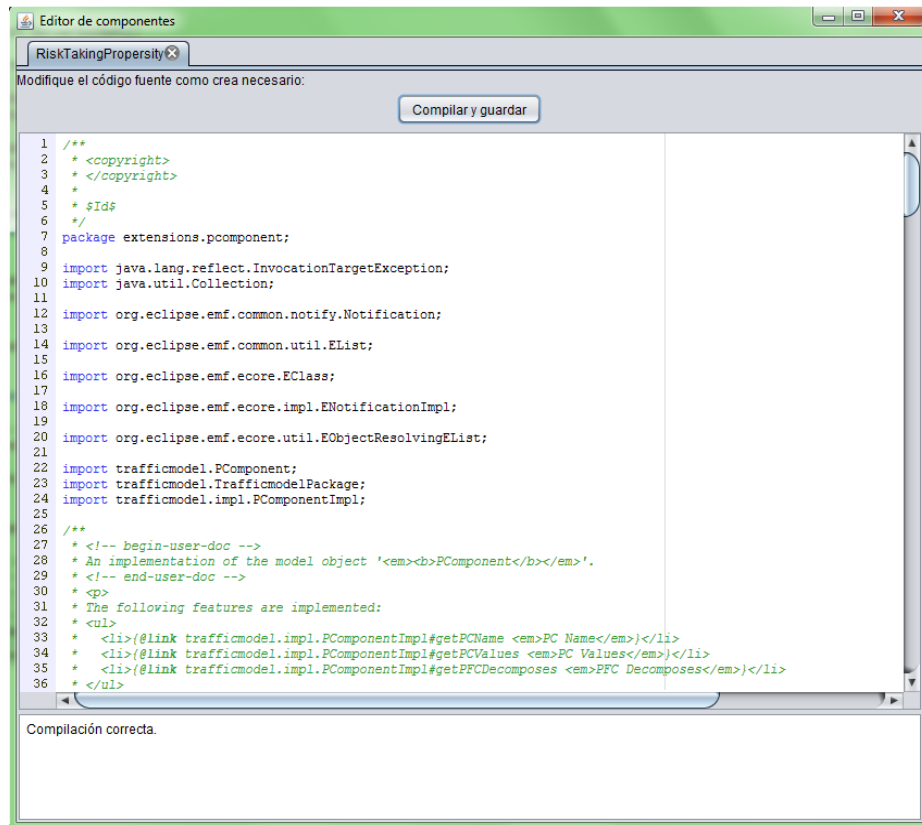 Editor de componentes
RiskTakingPropersity
Modifique el código fuente como crea necesario:
Compilar y guardar
1 /**
2 * <copyright>
3 * </copyright>
4 *
5 * $Id$
6 */
7 package extensions.pcomponent;
8
9 import java.lang.reflect.InvocationTargetException;
10 import java.util.Collection;
11
12 import org.eclipse.emf.common.notify.Notification;
13
14 import org.eclipse.emf.common.util.EList;
15
16 import org.eclipse.emf.ecore.EClass;
17
18 import org.eclipse.emf.ecore.impl.ENotificationImpl;
19
20 import org.eclipse.emf.ecore.util.EObjectResolvingEList;
21
22 import trafficmodel.PComponent;
23 import trafficmodel.TrafficmodelPackage;
24 import trafficmodel.impl.PComponentImpl;
25
26 /**
27 * <!-- begin-user-doc -->
28 * An implementation of the model object '<em><b>PComponent</b></em>'.
29 * <!-- end-user-doc -->
30 * <p>
31 * The following features are implemented:
32 * <ul>
33 *   <li>{@link trafficmodel.impl.PComponentImpl#getPCName <em>PC Name</em>}</li>
34 *   <li>{@link trafficmodel.impl.PComponentImpl#getPCValues <em>PC Values</em>}</li>
35 *   <li>{@link trafficmodel.impl.PComponentImpl#getPFCDecomposes <em>PFC Decomposes</em>}</li>
36 * </ul>
Compilación correcta.